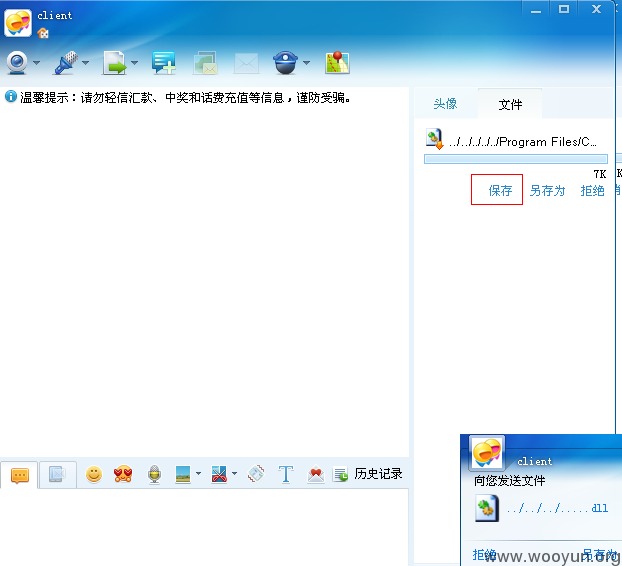 client
温馨提示：请勿轻信汇款、中奖和话费充值等信息，谨防受骗。
头像 文件
../../../../../Program Files/C...
7K
保存 另存为 拒绝
历史记录
client
向您发送文件
../../../.....dll
拒绝 另存为
www.wooyun.org